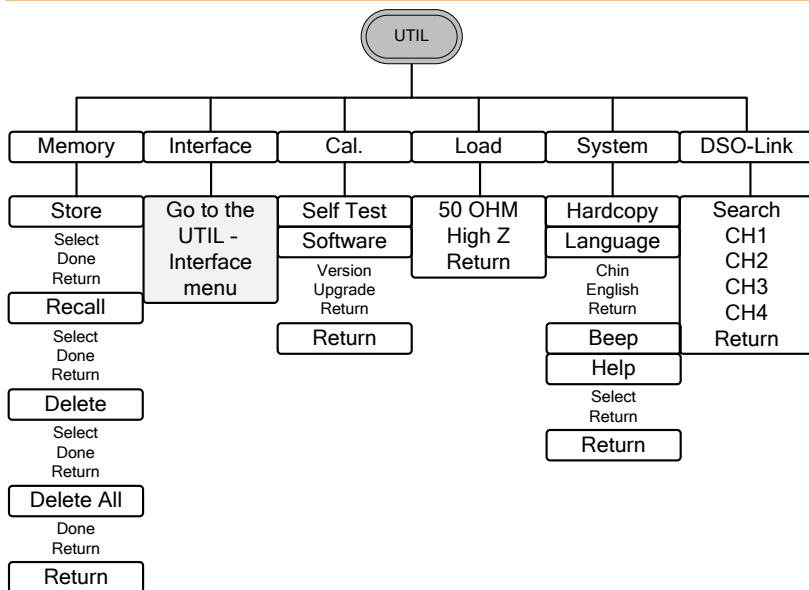 UTIL
Memory
Interface
Cal.
Load
System
DSO-Link
Store
Select
Done
Return
Recall
Select
Done
Return
Delete
Select
Done
Return
Delete All
Done
Return
Return
Go to the
UTIL -
Interface
menu
Self Test
Software
Version
Upgrade
Return
Return
50 OHM
High Z
Return
Hardcopy
Language
Chin
English
Return
Beep
Help
Select
Return
Return
Search
CH1
CH2
CH3
CH4
Return